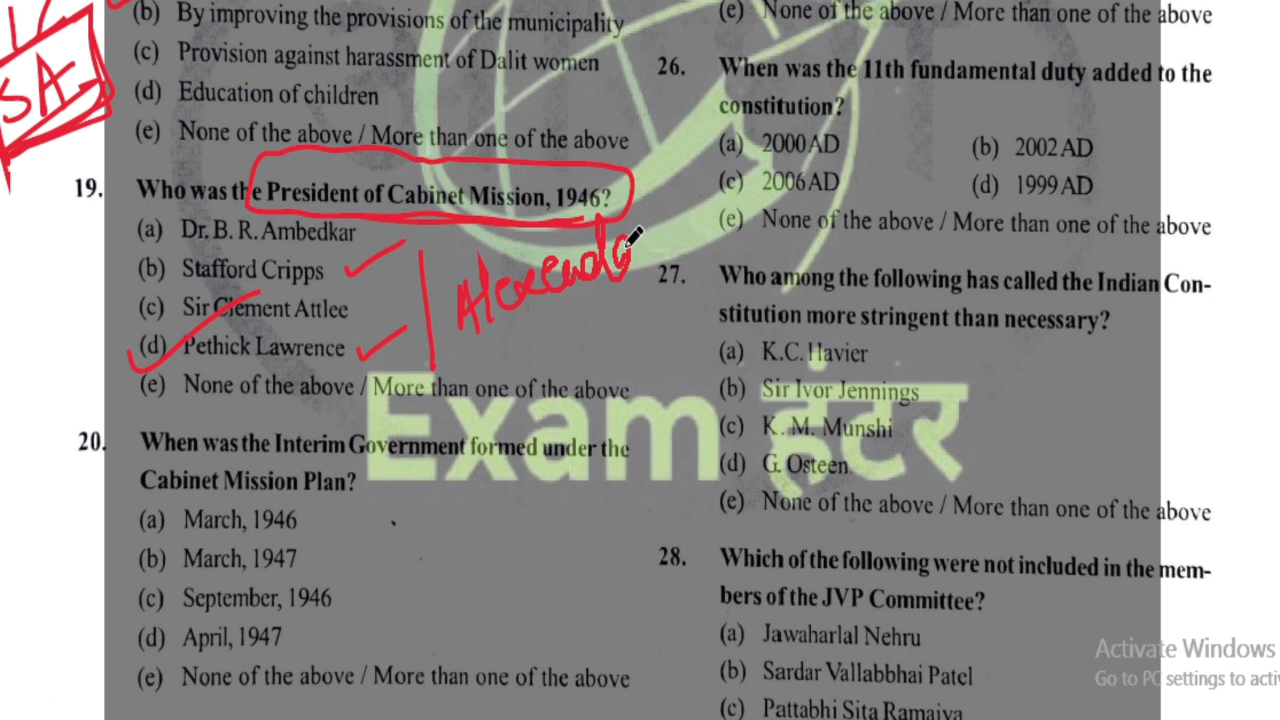 SA
(b) By improving the provisions of the municipality
(c) Provision against harassment of Dalit women
(d) Education of children
(e) None of the above / More than one of the above
19. Who was the President of Cabinet Mission, 1946?
(a) Dr. B. R. Ambedkar
(b) Stafford Cripps
(c) Sir Clement Attlee
(d) Pethick Lawrence
(e) None of the above / More than one of the above
20. When was the Interim Government formed under the
Cabinet Mission Plan?
(a) March, 1946
(b) March, 1947
(c) September, 1946
(d) April, 1947
(e) None of the above / More than one of the above
(e) None of the above / More than one of the above
26. When was the 11th fundamental duty added to the
constitution?
(a) 2000 AD (b) 2002 AD
(c) 2006 AD (d) 1999 AD
(e) None of the above / More than one of the above
27. Who among the following has called the Indian Con-
stitution more stringent than necessary?
(a) K.C. Havier
(b) Sir Ivor Jennings
(c) K. M. Munshi
(d) G. Osteen
(e) None of the above / More than one of the above
28. Which of the following were not included in the mem-
bers of the JVP Committee?
(a) Jawaharlal Nehru
(b) Sardar Vallabbhai Patel
(c) Pattabhi Sita Ramaiya
Exam हंटर
Activate Windows
Go to PC settings to